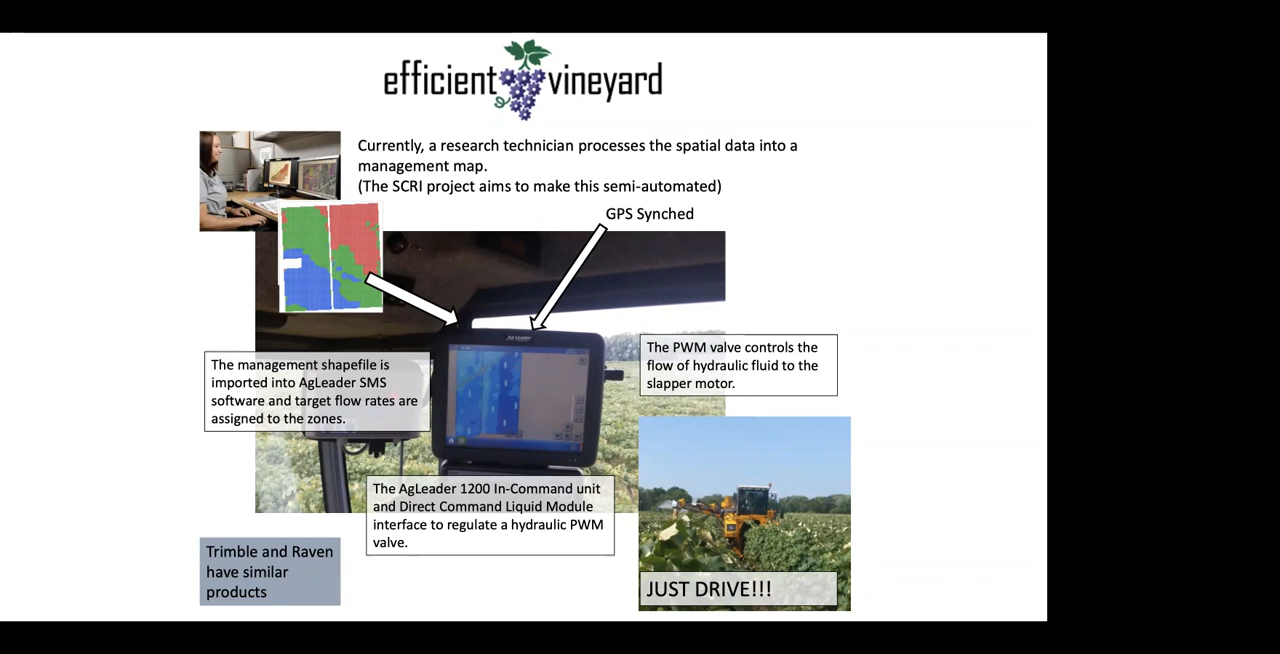 efficient vineyard
Currently, a research technician processes the spatial data into a
management map.
(The SCRI project aims to make this semi-automated)
GPS Synched
Ag Leader
The management shapefile is
imported into AgLeader SMS
software and target flow rates are
assigned to the zones.
The PWM valve controls the
flow of hydraulic fluid to the
slapper motor.
The AgLeader 1200 In-Command unit
and Direct Command Liquid Module
interface to regulate a hydraulic PWM
valve.
Trimble and Raven
have similar
products
JUST DRIVE!!!